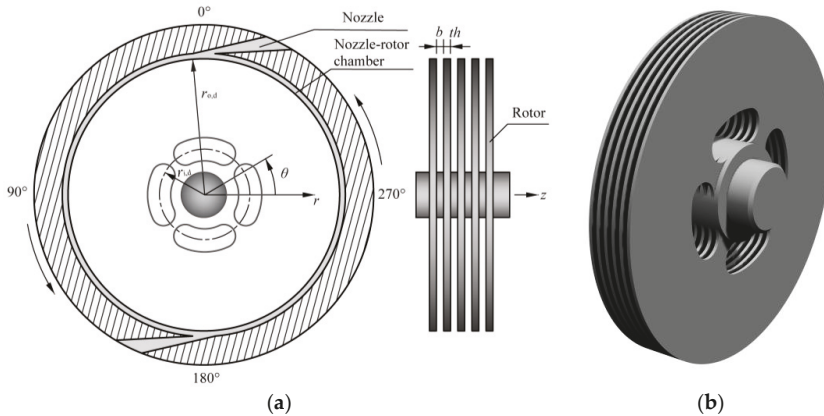 0°
Nozzle
Nozzle-rotor
chamber
r o,d
r i,d
θ
r
90°
270°
180°
b th
Rotor
z
(a)
(b)